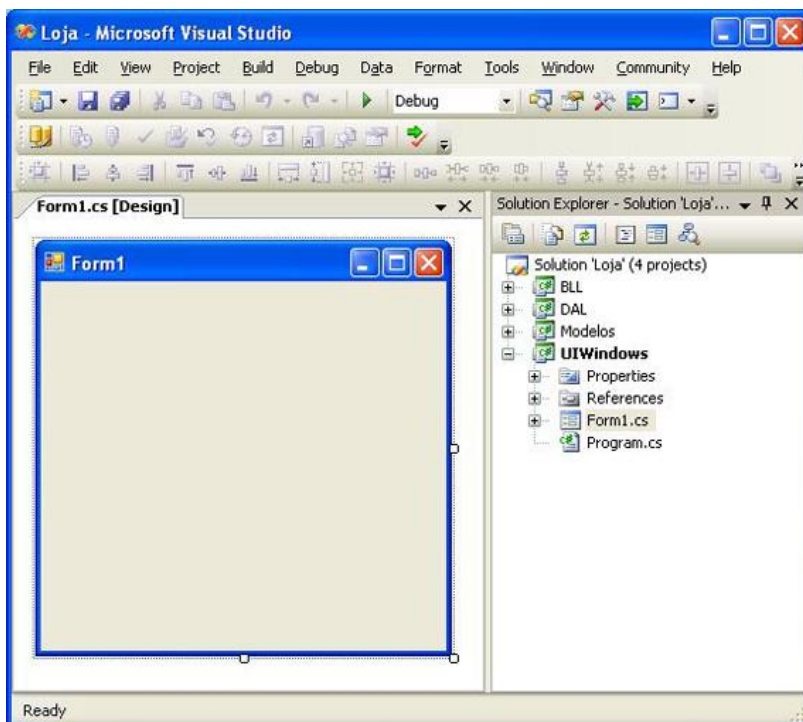 Loja - Microsoft Visual Studio
File Edit View Project Build Debug Data Format Tools Window Community Help
Debug
Form1.cs [Design]
Solution Explorer - Solution 'Loja'...
Form1
Solution 'Loja' (4 projects)
BLL
DAL
Modelos
UIWindows
Properties
References
Form1.cs
Program.cs
Ready